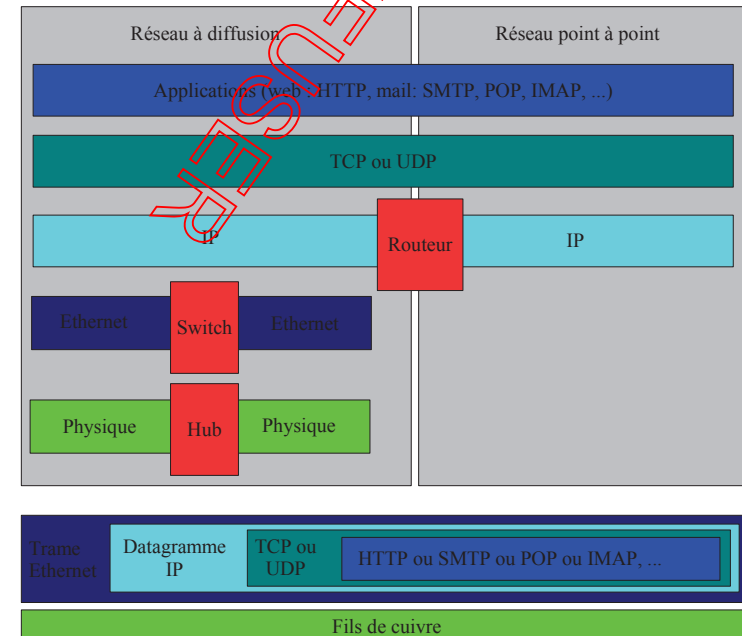 Réseau à diffusion
Réseau point à point
Applications (web : HTTP, mail: SMTP, POP, IMAP, ...)
TCP ou UDP
IP
Routeur
IP
Ethernet
Switch
Ethernet
Physique
Hub
Physique
Trame
Ethernet
Datagramme
IP
TCP ou
UDP
HTTP ou SMTP ou POP ou IMAP, ...
Fils de cuivre